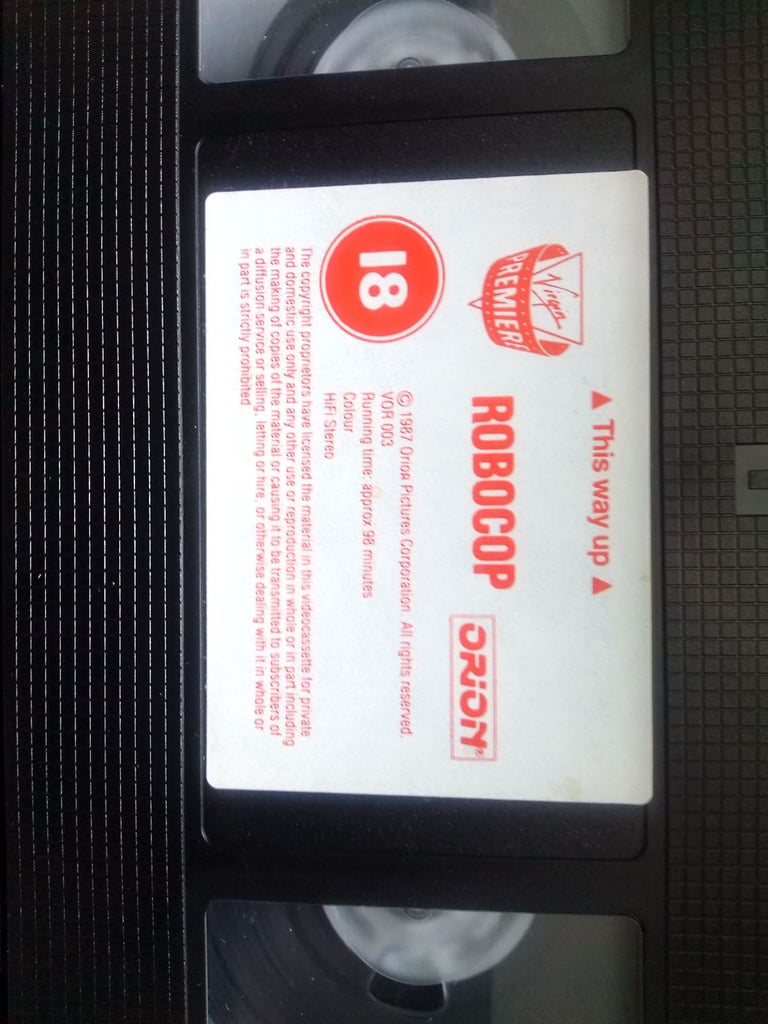 ▲ This way up ▲
Virgin
PREMIERE
ROBOCOP
ORION®
18
© 1987 Orion Pictures Corporation. All rights reserved.
VOR 003
Running time: approx 98 minutes
Colour
HiFi Stereo
The copyright proprietors have licensed the material in this videocassette for private
and domestic use only and any other use or reproduction in whole or in part including
the making of copies of the material or causing it to be transmitted to subscribers of
a diffusion service or selling, letting or hire, or otherwise dealing with it in whole or
in part is strictly prohibited